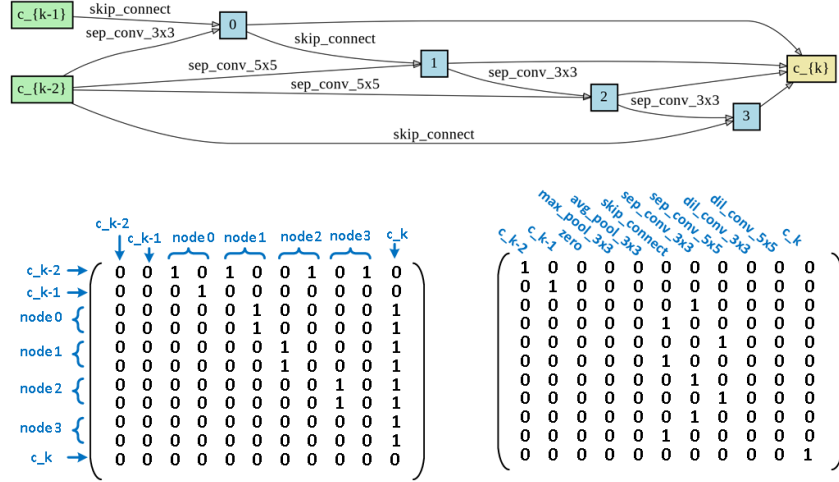 c_{k-1}
skip_connect
0
sep_conv_3x3
skip_connect
c_{k-2}
sep_conv_5x5
1
sep_conv_3x3
c_{k}
sep_conv_5x5
2
sep_conv_3x3
3
skip_connect
c_k-2
c_k-1
node0
node1
node2
node3
c_k
c_k-2 0 0 1 0 1 0 0 1 0 1 0
c_k-1 0 0 0 1 0 0 0 0 0 0 0
node0 0 0 0 0 0 1 0 0 0 0 1
0 0 0 0 0 1 0 0 0 0 1
node1 0 0 0 0 0 0 1 0 0 0 1
0 0 0 0 0 0 1 0 0 0 1
node2 0 0 0 0 0 0 0 0 1 0 1
0 0 0 0 0 0 0 0 1 0 1
node3 0 0 0 0 0 0 0 0 0 0 1
0 0 0 0 0 0 0 0 0 0 1
c_k 0 0 0 0 0 0 0 0 0 0 0
c_k-2
c_k-1
zero
max_pool_3x3
avg_pool_3x3
skip_connect
sep_conv_3x3
sep_conv_5x5
dil_conv_3x3
dil_conv_5x5
c_k
1 0 0 0 0 0 0 0 0 0 0
0 1 0 0 0 0 0 0 0 0 0
0 0 0 0 0 0 1 0 0 0 0
0 0 0 0 0 1 0 0 0 0 0
0 0 0 0 0 0 0 1 0 0 0
0 0 0 0 0 1 0 0 0 0 0
0 0 0 0 0 0 1 0 0 0 0
0 0 0 0 0 0 0 1 0 0 0
0 0 0 0 0 0 1 0 0 0 0
0 0 0 0 0 1 0 0 0 0 0
0 0 0 0 0 0 0 0 0 0 1